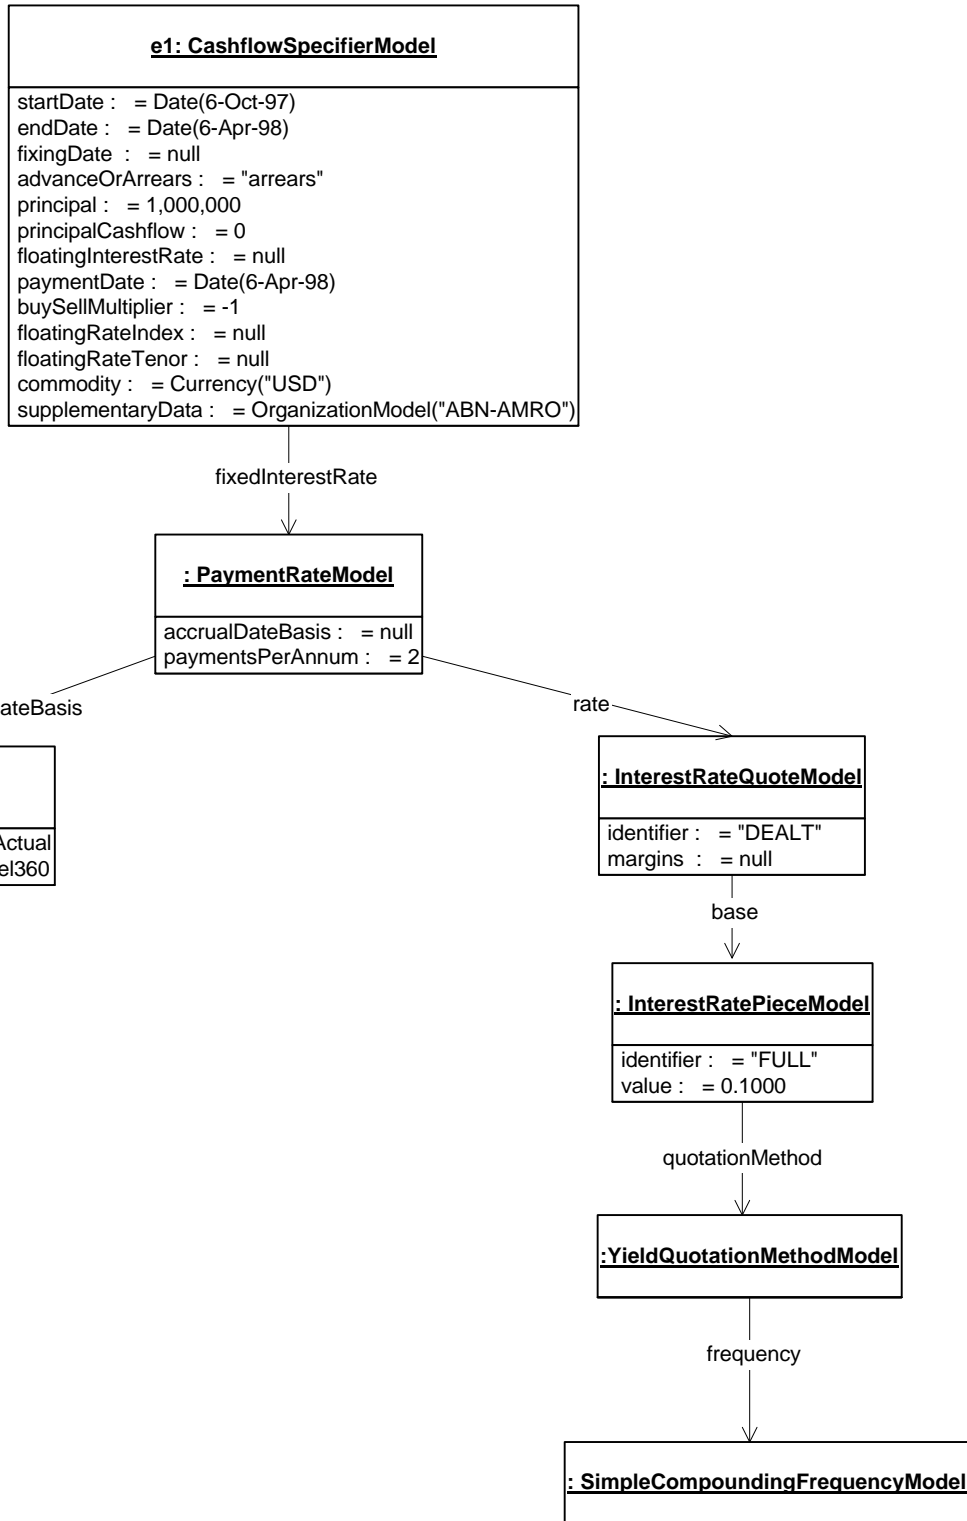 e1: CashflowSpecifierModel
startDate :   = Date(6-Oct-97)
endDate :   = Date(6-Apr-98)
fixingDate  :   = null
advanceOrArrears :   = "arrears"
principal :   = 1,000,000
principalCashflow :   = 0
floatingInterestRate :   = null
paymentDate :   = Date(6-Apr-98)
buySellMultiplier :   = -1
floatingRateIndex :   = null
floatingRateTenor :   = null
commodity :   = Currency("USD")
supplementaryData :   = OrganizationModel("ABN-AMRO")
fixedInterestRate
: PaymentRateModel
accrualDateBasis :   = null
paymentsPerAnnum :   = 2
ateBasis
rate
Actual
el360
: InterestRateQuoteModel
identifier :   = "DEALT"
margins  :   = null
base
: InterestRatePieceModel
identifier :   = "FULL"
value :   = 0.1000
quotationMethod
:YieldQuotationMethodModel
frequency
: SimpleCompoundingFrequencyModel